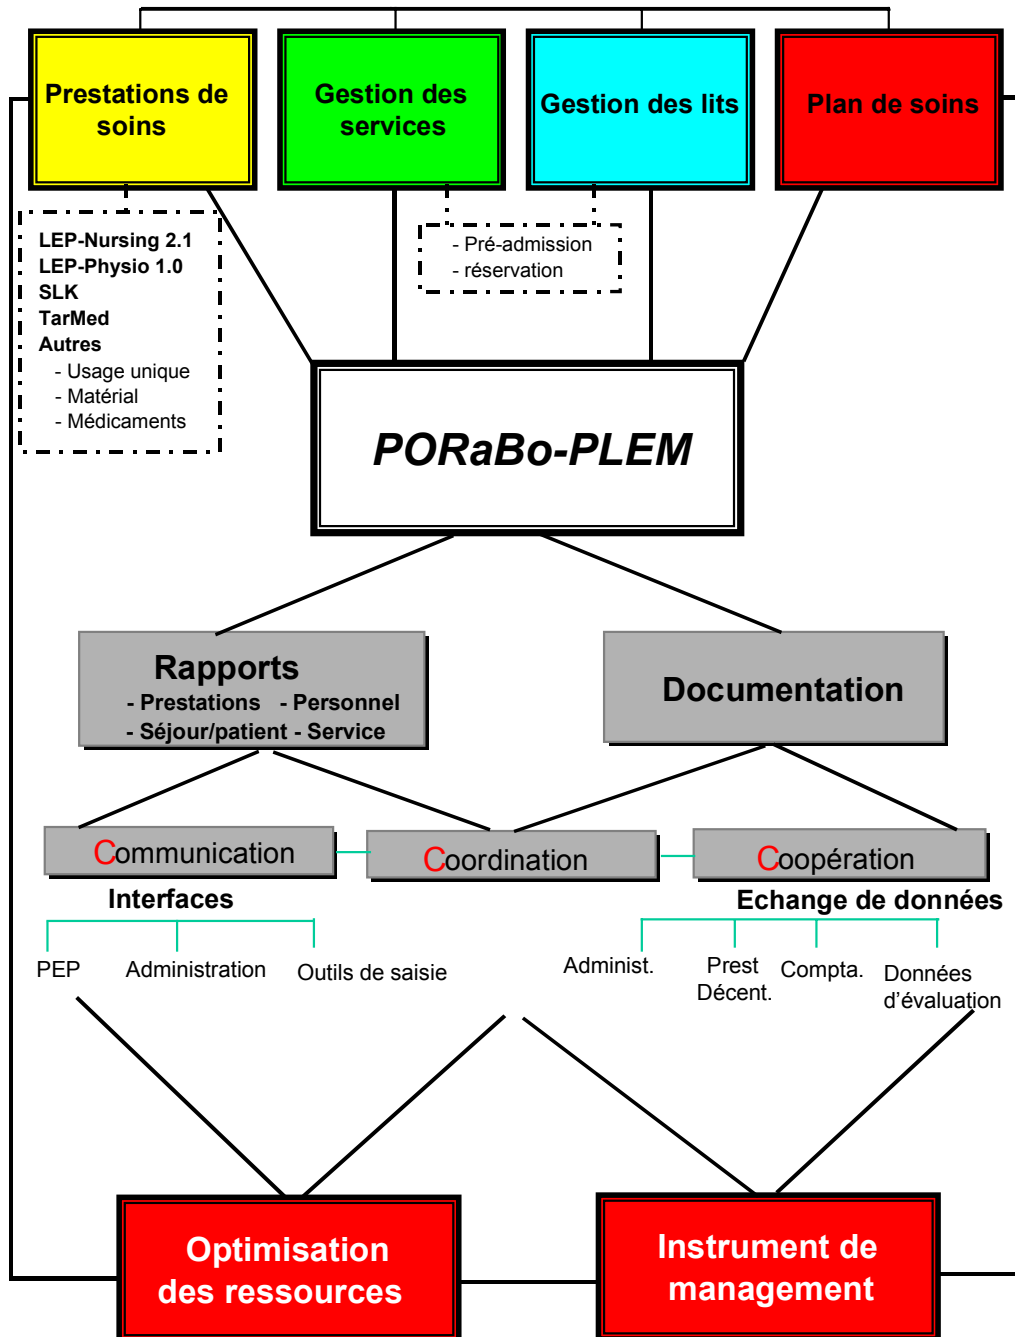 Prestations de
soins
Gestion des
services
Gestion des lits
Plan de soins
LEP-Nursing 2.1
LEP-Physio 1.0
SLK
TarMed
Autres
- Usage unique
- Matérial
- Médicaments
- Pré-admission
- réservation
PORaBo-PLEM
Rapports
- Prestations - Personnel
- Séjour/patient - Service
Documentation
Communication
Coordination
Coopération
Interfaces
Echange de données
PEP
Administration
Outils de saisie
Administ.
Prest
Décent.
Compta.
Données
d'évaluation
Optimisation
des ressources
Instrument de
management